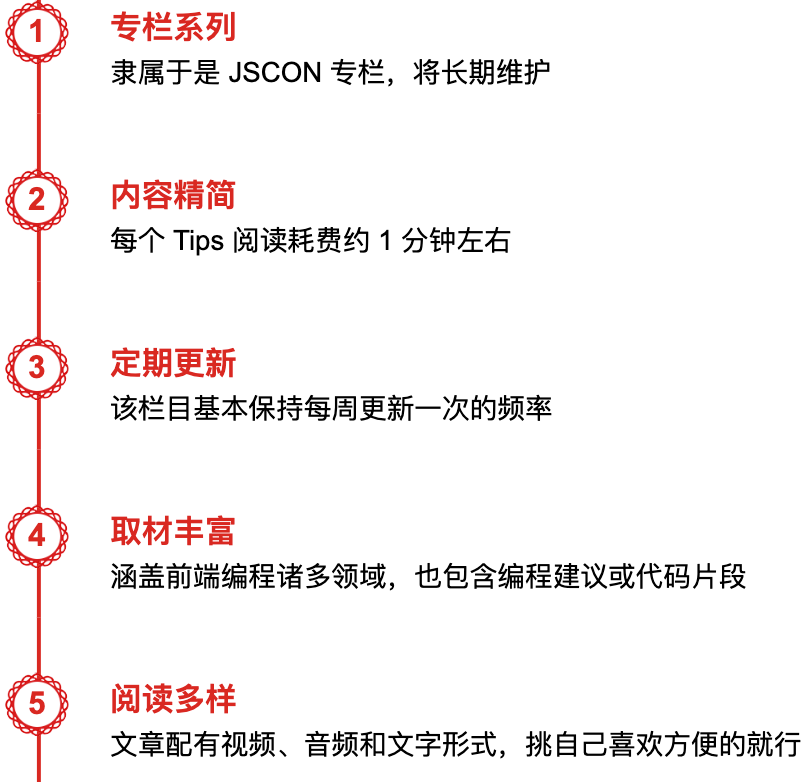 1
专栏系列
隶属于是 JSCON 专栏，将长期维护
2
内容精简
每个 Tips 阅读耗费约 1 分钟左右
3
定期更新
该栏目基本保持每周更新一次的频率
4
取材丰富
涵盖前端编程诸多领域，也包含编程建议或代码片段
5
阅读多样
文章配有视频、音频和文字形式，挑自己喜欢方便的就行